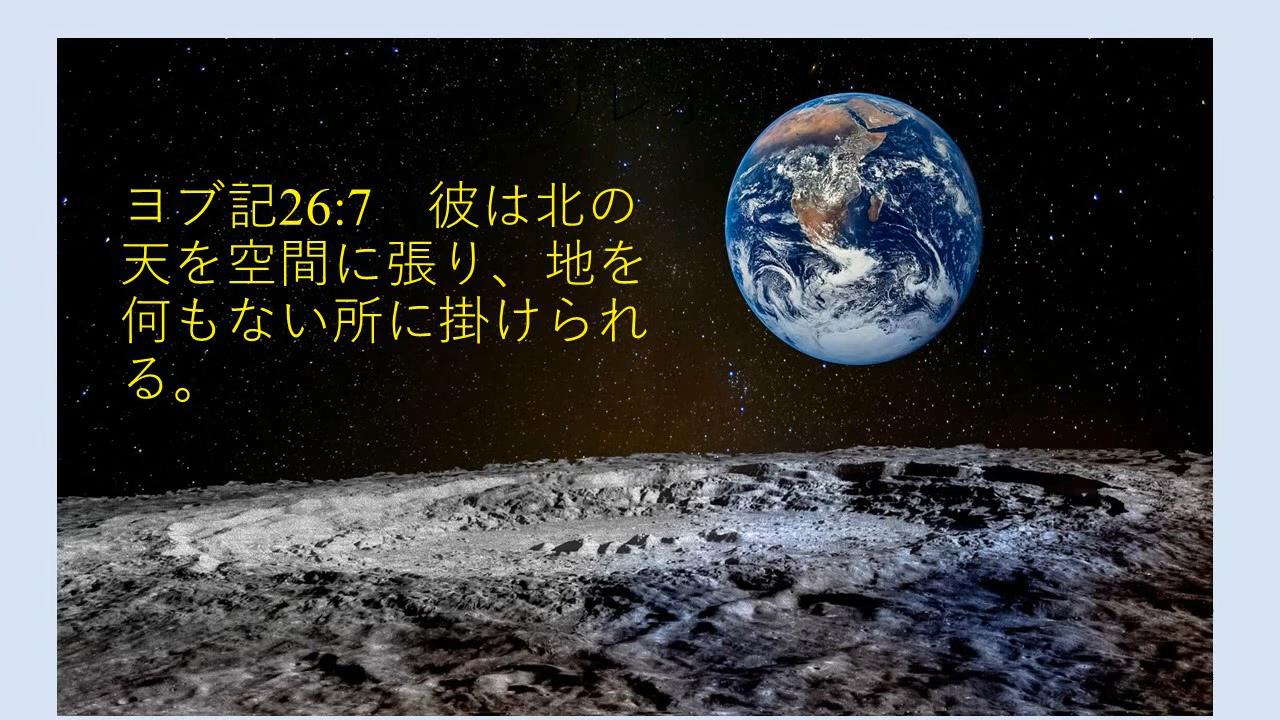 ヨブ記26:7　彼は北の
天を空間に張り、地を
何もない所に掛けられ
る。